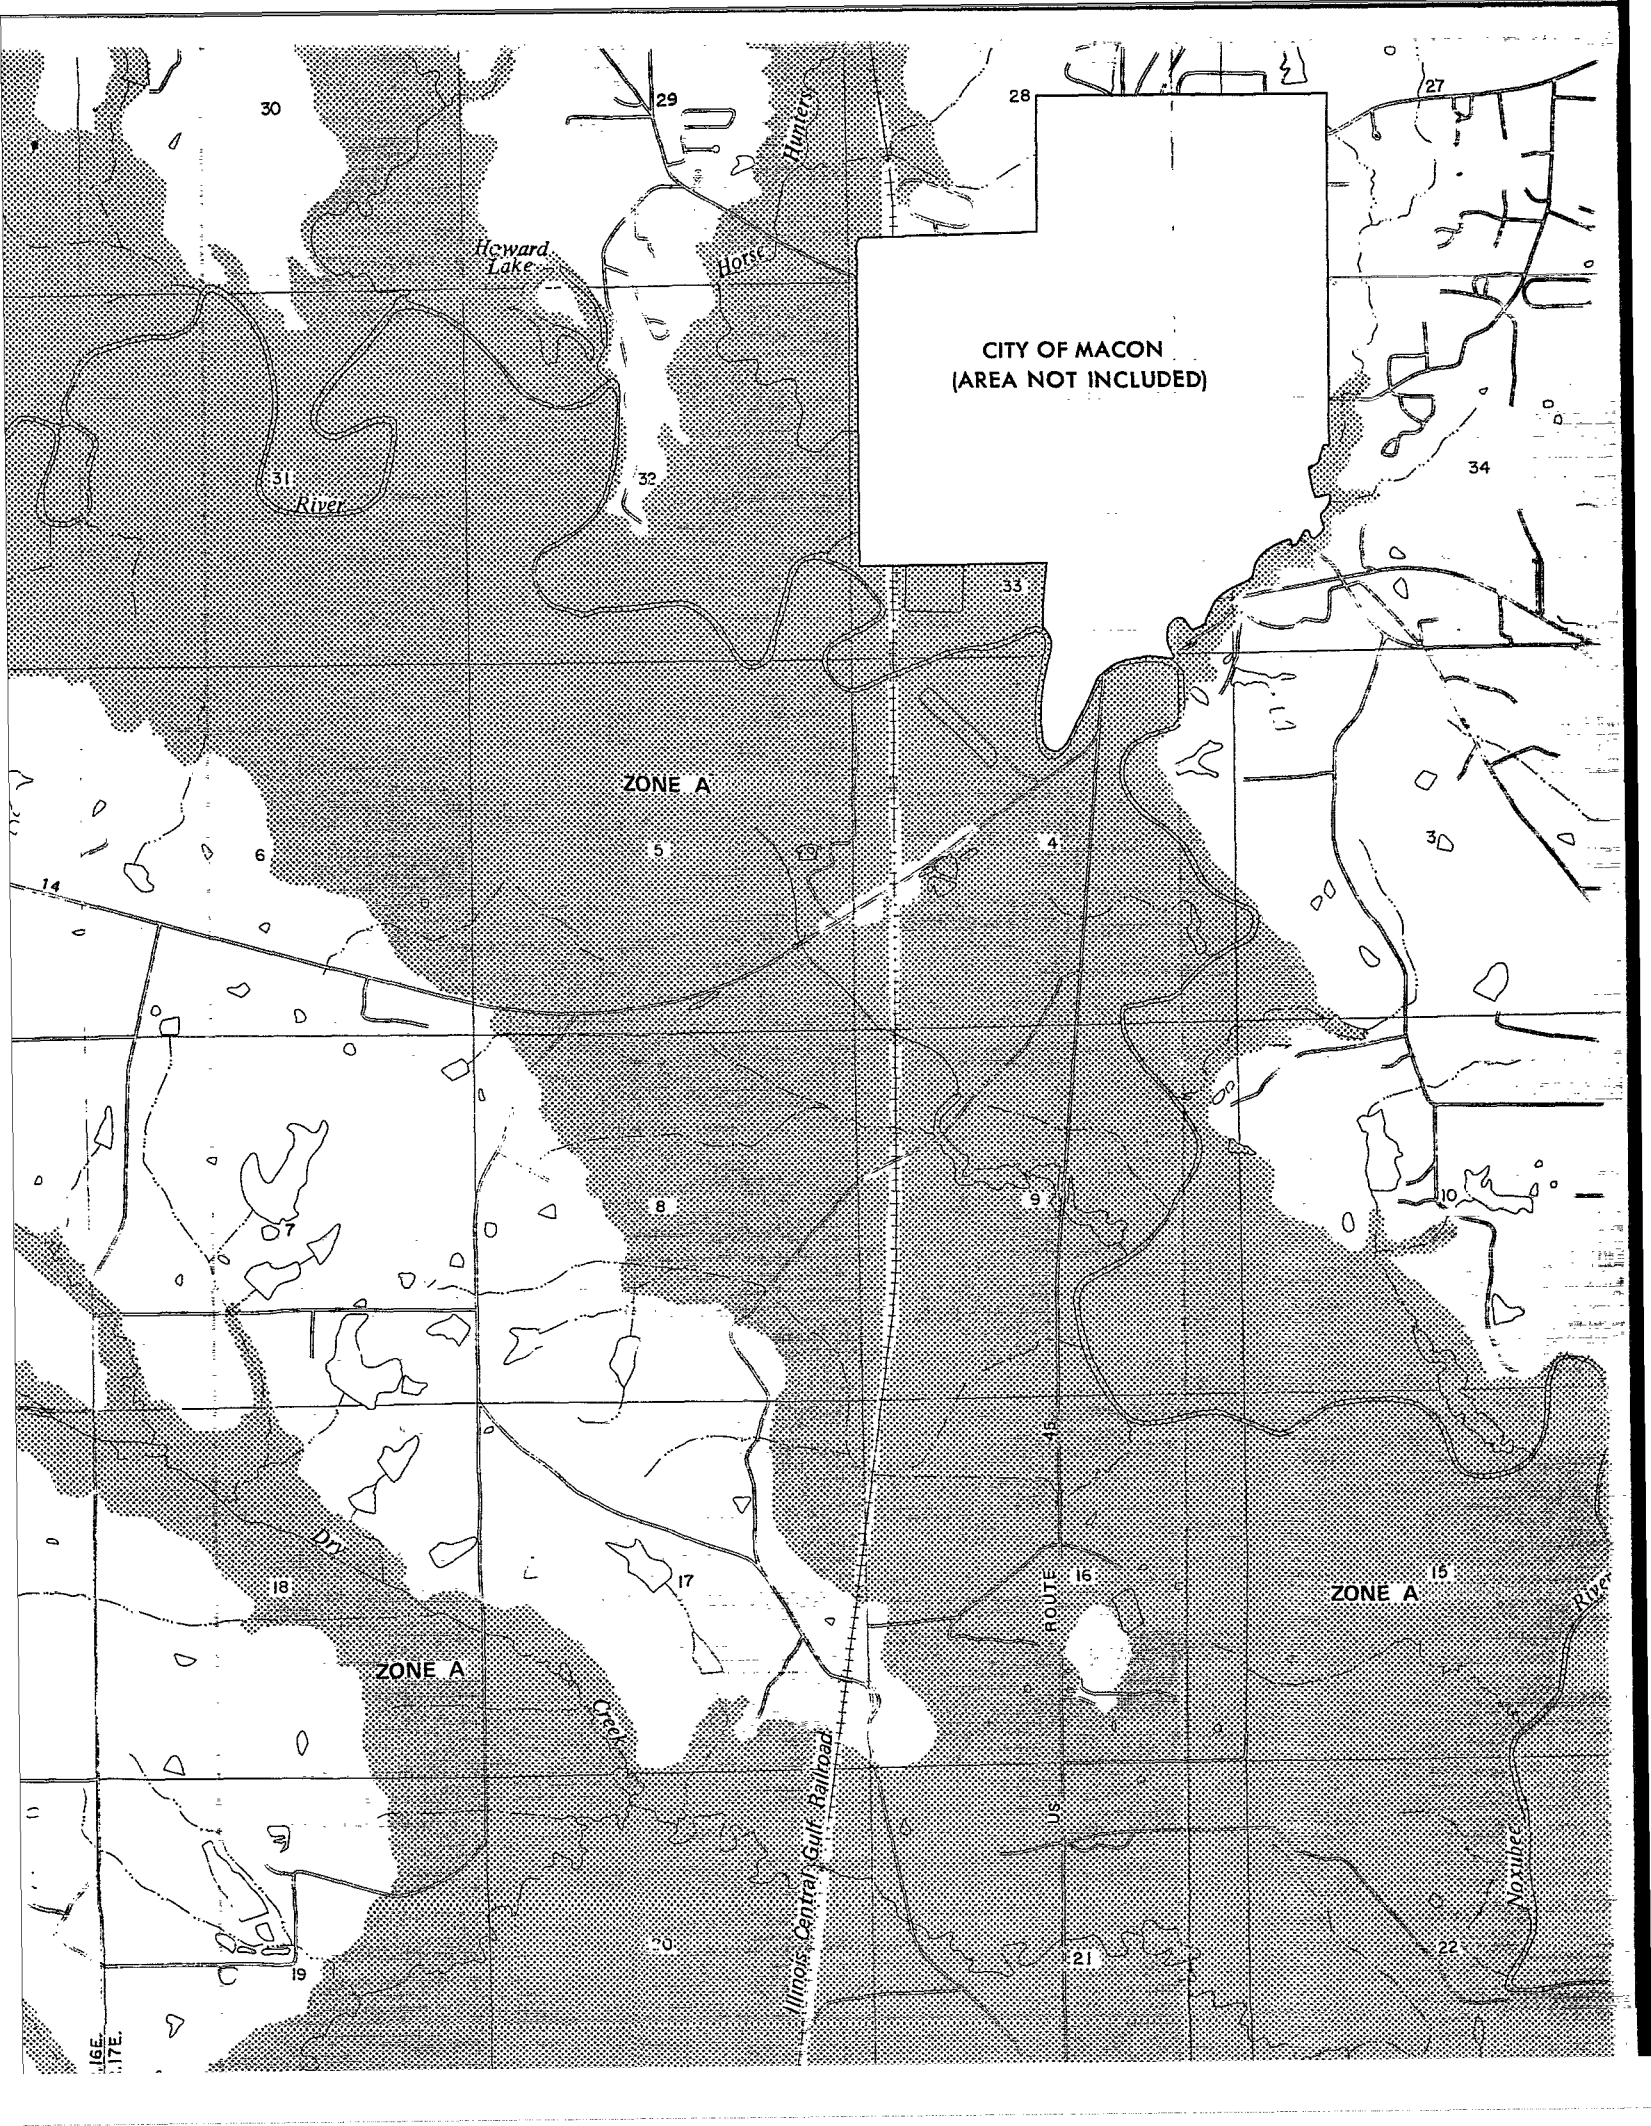 30
29
28
27
Hunters
Horse
Howard
Lake
CITY OF MACON
(AREA NOT INCLUDED)
31
River
32
34
33
ZONE A
5
4
3
6
14
7
8
9
10
45
Dry
18
17
ROUTE
16
15
ZONE A
River
ZONE A
Creek
Illinois Central Gulf Railroad
US
Noxubee
20
21
22
19
16E.
17E.